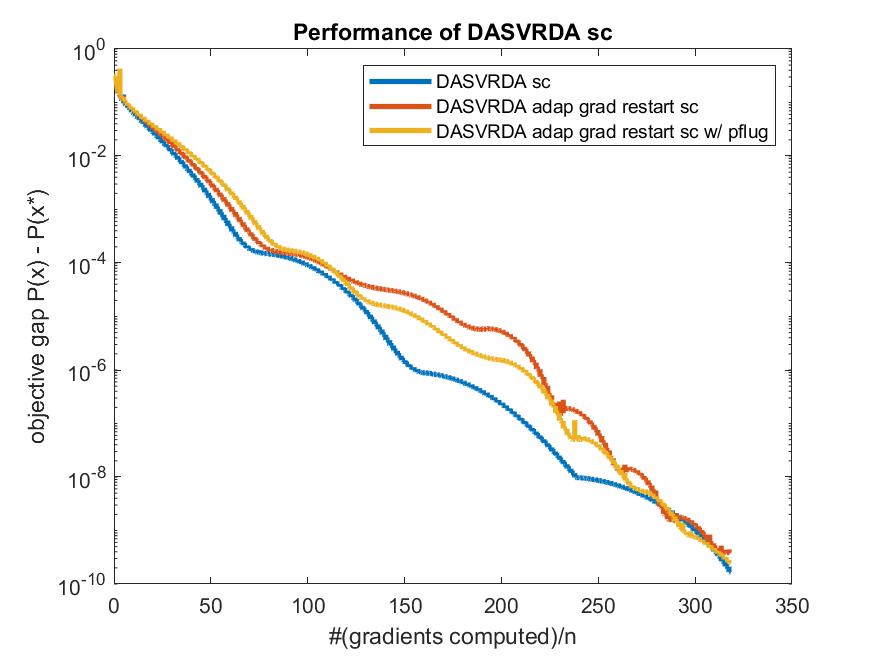 Performance of DASVRDA sc
DASVRDA sc
DASVRDA adap grad restart sc
DASVRDA adap grad restart sc w/ pflug
objective gap P(x) - P(x*)
10^0
10^-2
10^-4
10^-6
10^-8
10^-10
0 50 100 150 200 250 300 350
#(gradients computed)/n